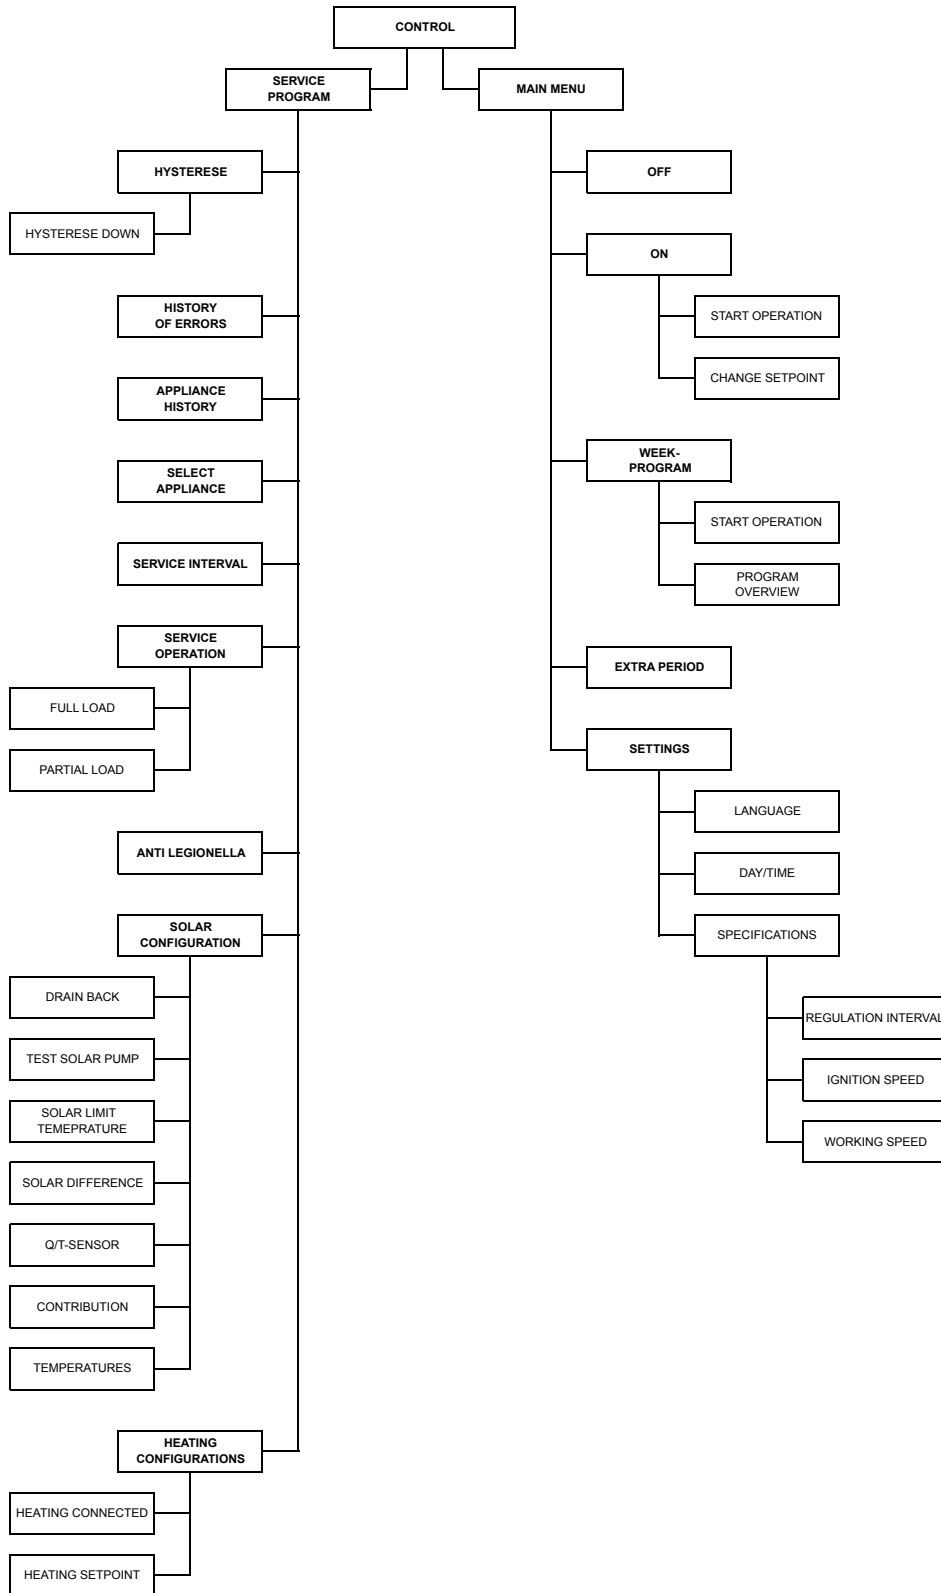 CONTROL
SERVICE
PROGRAM
MAIN MENU
HYSTERESE
HYSTERESE DOWN
HISTORY
OF ERRORS
APPLIANCE
HISTORY
SELECT
APPLIANCE
SERVICE INTERVAL
SERVICE
OPERATION
FULL LOAD
PARTIAL LOAD
ANTI LEGIONELLA
SOLAR
CONFIGURATION
DRAIN BACK
TEST SOLAR PUMP
SOLAR LIMIT
TEMEPRATURE
SOLAR DIFFERENCE
Q/T-SENSOR
CONTRIBUTION
TEMPERATURES
HEATING
CONFIGURATIONS
HEATING CONNECTED
HEATING SETPOINT
OFF
ON
START OPERATION
CHANGE SETPOINT
WEEK-
PROGRAM
START OPERATION
PROGRAM
OVERVIEW
EXTRA PERIOD
SETTINGS
LANGUAGE
DAY/TIME
SPECIFICATIONS
REGULATION INTERVAL
IGNITION SPEED
WORKING SPEED